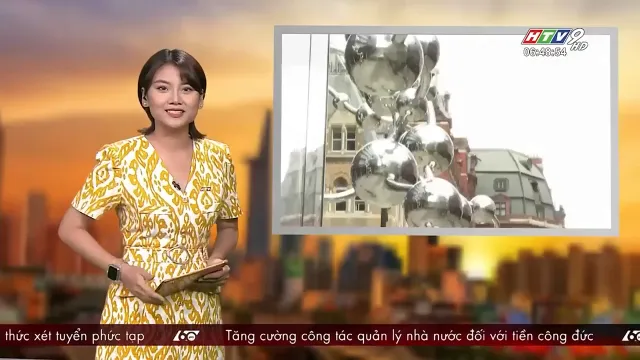 HTV9 HD
06:48:54
thức xét tuyển phức tạp 60 Tăng cường công tác quản lý nhà nước đối với tiền công đức